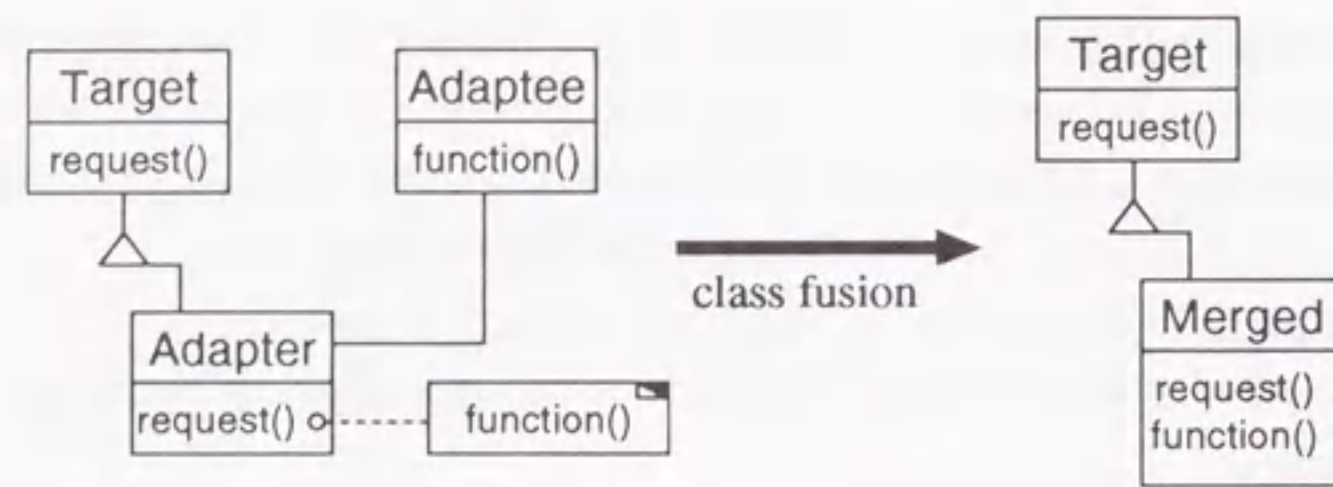 Target
request()
Adaptee
function()
Adapter
request()
function()
class fusion
Target
request()
Merged
request()
function()